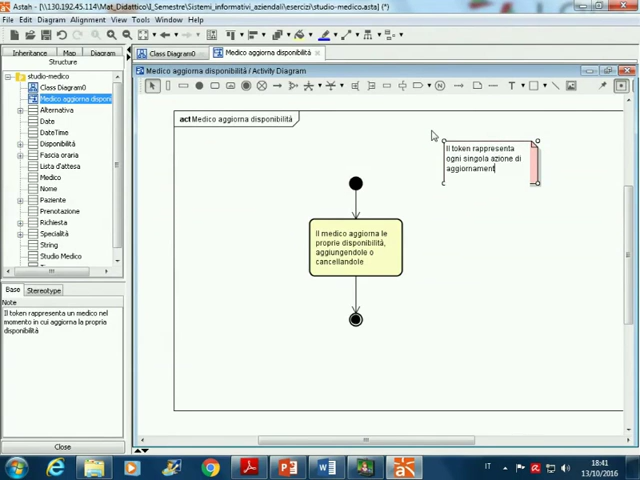 Astah - [\\130.192.45.114\Mat_Didattico\I_Semestre\Sistemi_informativi_aziendali\esercizi\studio-medico.asta] (*)
File Edit Diagram Alignment View Tools Window Help
Inheritance Map Diagram
Structure
studio-medico
Class Diagram0
Medico aggiorna disponi
Alternativa
Date
DateTime
Disponibilità
Fascia oraria
Lista d'attesa
Medico
Nome
Paziente
Prenotazione
Richiesta
Specialità
String
Studio Medico
Base Stereotype
Note
Il token rappresenta un medico nel
momento in cui aggiorna la propria
disponibilità
Close
Class Diagram0
Medico aggiorna disponibilità
Medico aggiorna disponibilità / Activity Diagram
act Medico aggiorna disponibilità
Il token rappresenta
ogni singola azione di
aggiornament
Il medico aggiorna le
proprie disponibilità,
aggiungendole o
cancellandole
IT
18:41
13/10/2016